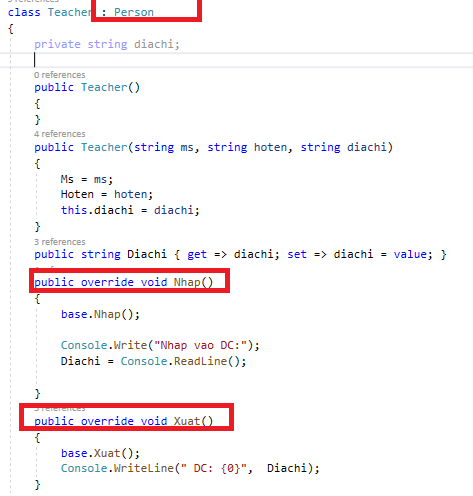 class Teacher : Person
{
private string diachi;
0 references
public Teacher()
{
}
4 references
public Teacher(string ms, string hoten, string diachi)
{
Ms = ms;
Hoten = hoten;
this.diachi = diachi;
}
3 references
public string Diachi { get => diachi; set => diachi = value; }
public override void Nhap()
{
base.Nhap();
Console.Write("Nhap vao DC:");
Diachi = Console.ReadLine();
}
references
public override void Xuat()
{
base.Xuat();
Console.WriteLine(" DC: {0}", Diachi);
}